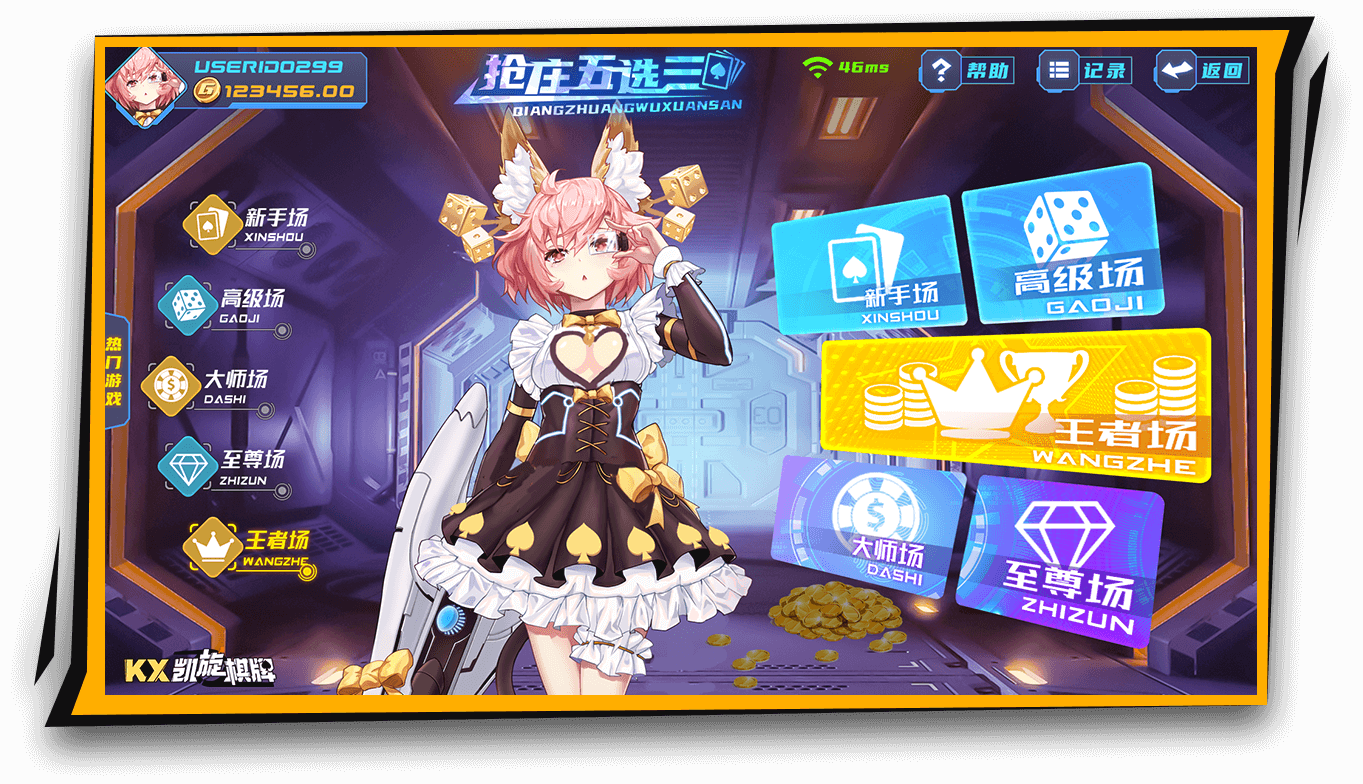 USERID0299
123456.00
抢庄五选三
QIANGZHUANGWUXUANSAN
46ms
帮助
记录
返回
新手场
XINSHOU
高级场
GAOJI
大师场
DASHI
至尊场
ZHIZUN
王者场
WANGZHE
热门游戏
KX凯旋棋牌
新手场
XINSHOU
高级场
GAOJI
王者场
WANGZHE
大师场
DASHI
至尊场
ZHIZUN